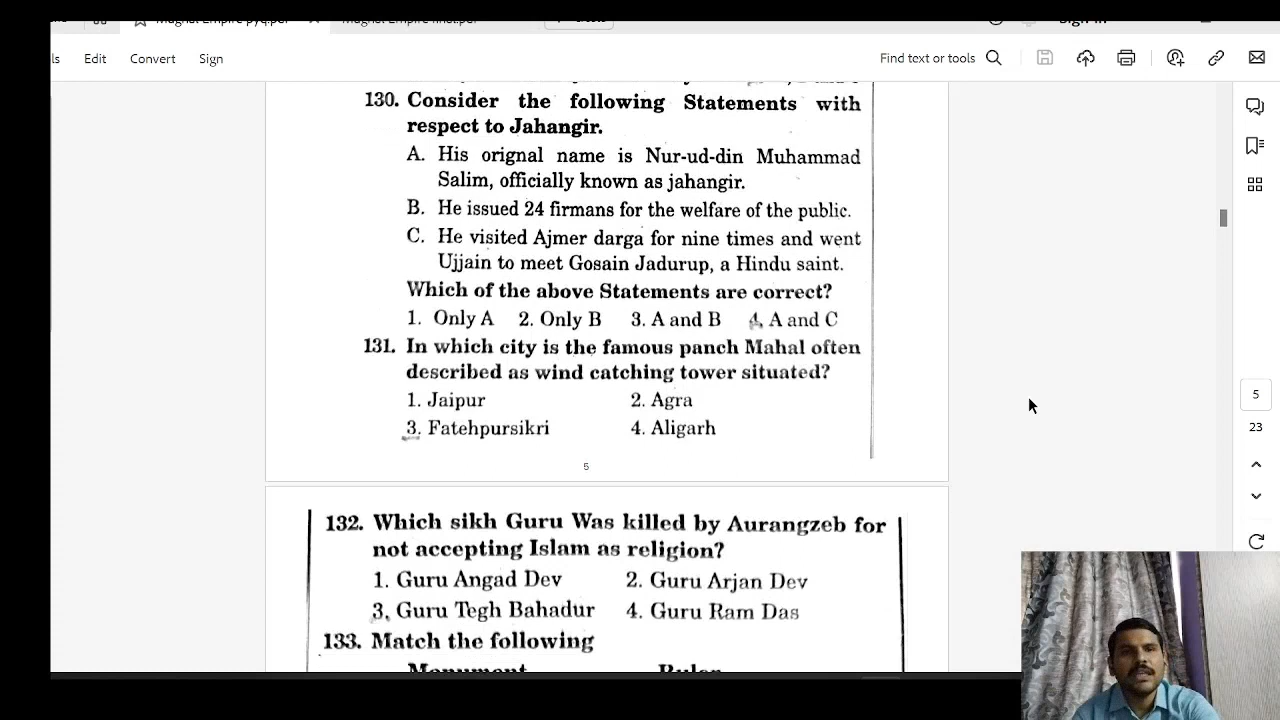 Edit Convert Sign Find text or tools
130. Consider the following Statements with
respect to Jahangir.
A. His orignal name is Nur-ud-din Muhammad
Salim, officially known as jahangir.
B. He issued 24 firmans for the welfare of the public.
C. He visited Ajmer darga for nine times and went
Ujjain to meet Gosain Jadurup, a Hindu saint.
Which of the above Statements are correct?
1. Only A 2. Only B 3. A and B 4. A and C
131. In which city is the famous panch Mahal often
described as wind catching tower situated?
1. Jaipur 2. Agra
3. Fatehpursikri 4. Aligarh
5
5
23
132. Which sikh Guru Was killed by Aurangzeb for
not accepting Islam as religion?
1. Guru Angad Dev 2. Guru Arjan Dev
3. Guru Tegh Bahadur 4. Guru Ram Das
133. Match the following
Monument Ruler